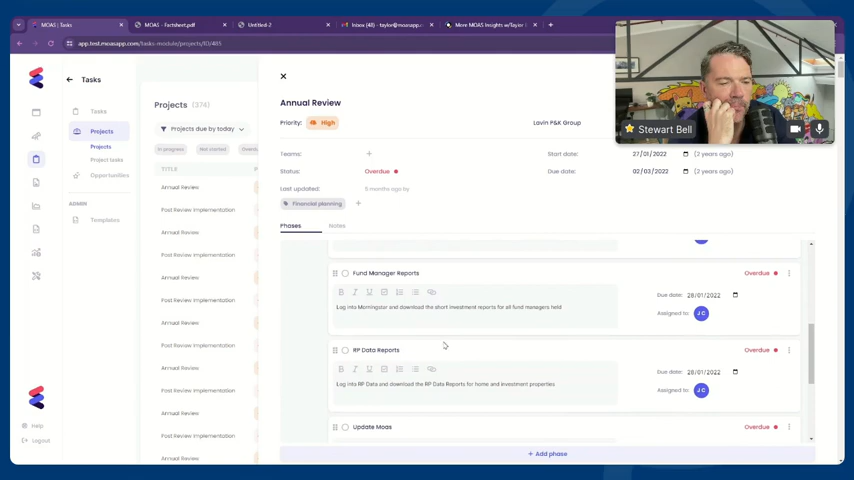 MOAS | Tasks
MOAS - Factsheet.pdf
Untitled-2
Inbox (48) - taylor@moasapp.c
More MOAS Insights w/Taylor
app.test.moasapp.com/tasks-module/projects/ID/485
Tasks
Tasks
Projects
Projects
Project tasks
Opportunities
ADMIN
Templates
Help
Logout
Projects (374)
Projects due by today
In progress
Not started
Overdu
TITLE
Annual Review
Post Review Implementation
Annual Review
Post Review Implementation
Annual Review
Post Review Implementation
Annual Review
Post Review Implementation
Annual Review
Post Review Implementation
Annual Review
Post Review Implementation
Annual Review
Annual Review
Priority:
High
Lavin P&K Group
Teams:
Start date:
27/01/2022
(2 years ago)
Status:
Overdue
Due date:
02/03/2022
(2 years ago)
Last updated:
5 months ago by
Financial planning
Phases
Notes
Fund Manager Reports
Overdue
B I U
Log into Morningstar and download the short investment reports for all fund managers held
Due date:
28/01/2022
Assigned to:
J C
RP Data Reports
Overdue
B I U
Log into RP Data and download the RP Data Reports for home and investment properties
Due date:
28/01/2022
Assigned to:
J C
Update Moas
Overdue
+ Add phase
Stewart Bell